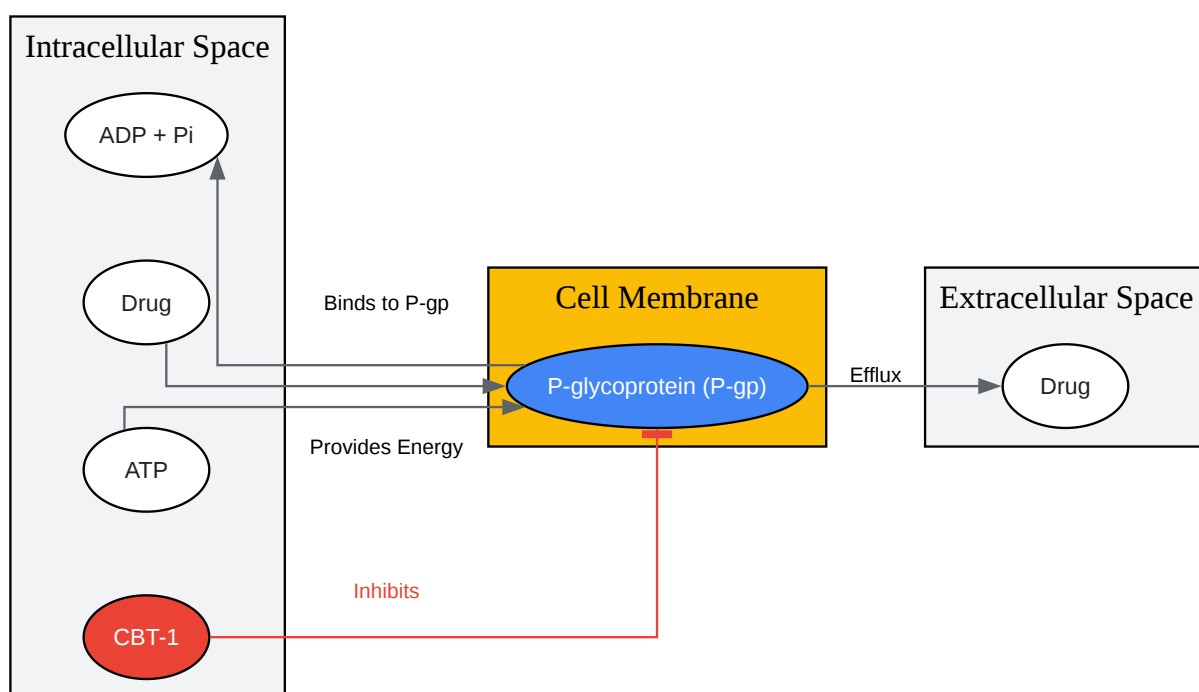 Intracellular Space
ADP + Pi
Drug
ATP
CBT-1
Binds to P-gp
Provides Energy
Inhibits
Cell Membrane
P-glycoprotein (P-gp)
Efflux
Extracellular Space
Drug